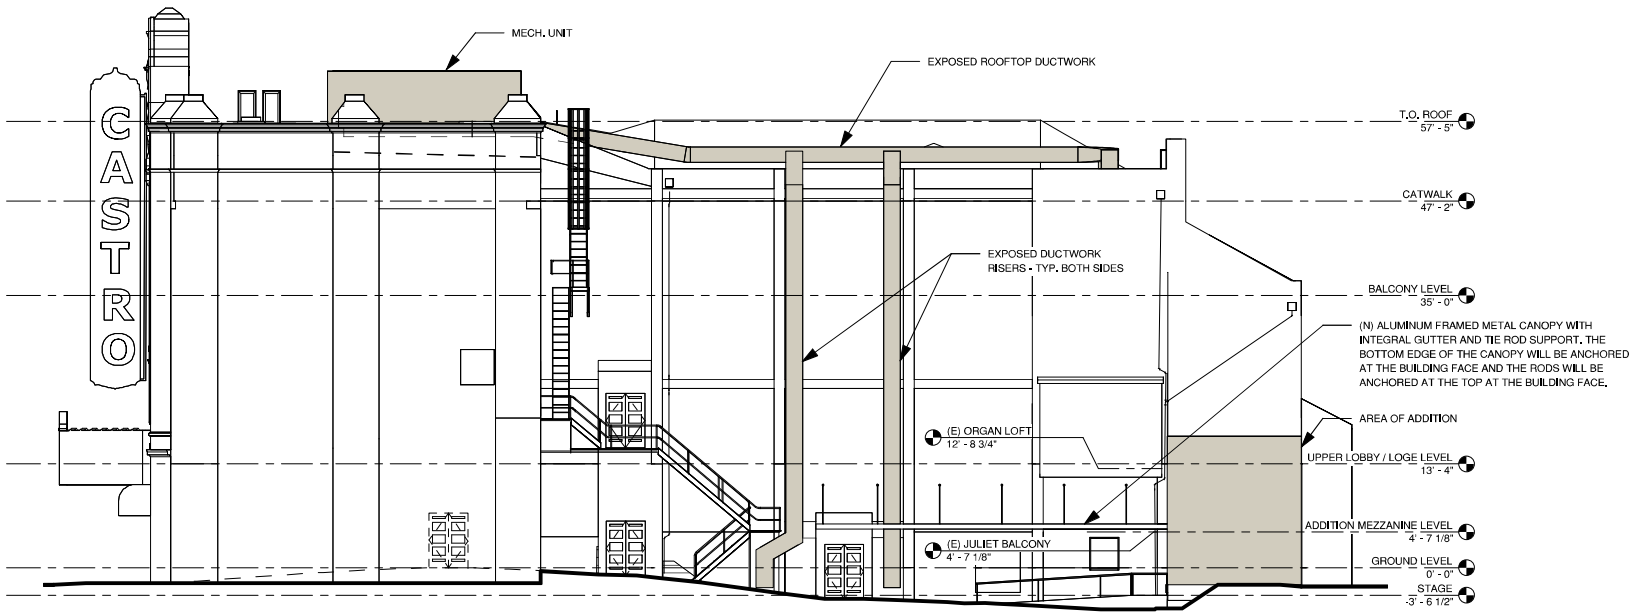 MECH. UNIT
EXPOSED ROOFTOP DUCTWORK
CASTRO
T.O. ROOF
57' - 5"
CATWALK
47' - 2"
EXPOSED DUCTWORK
RISERS - TYP. BOTH SIDES
BALCONY LEVEL
35' - 0"
(N) ALUMINUM FRAMED METAL CANOPY WITH
INTEGRAL GUTTER AND TIE ROD SUPPORT. THE
BOTTOM EDGE OF THE CANOPY WILL BE ANCHORED
AT THE BUILDING FACE AND THE RODS WILL BE
ANCHORED AT THE TOP AT THE BUILDING FACE.
AREA OF ADDITION
(E) ORGAN LOFT
12' - 8 3/4"
UPPER LOBBY / LOGE LEVEL
13' - 4"
ADDITION MEZZANINE LEVEL
4' - 7 1/8"
(E) JULIET BALCONY
4' - 7 1/8"
GROUND LEVEL
0' - 0"
STAGE
-3' - 6 1/2"